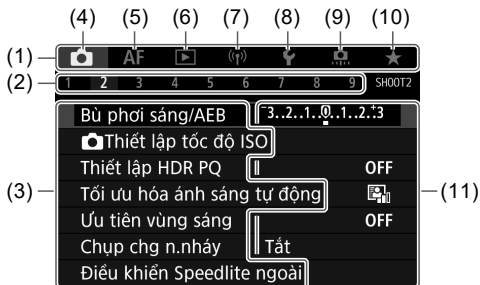 (4) (5) (6) (7) (8) (9) (10)
(1) AF
(2) 1 2 3 4 5 6 7 8 9 SHOOT2
Bù phơi sáng/AEB -3..2..1..0..1..2..+3
Thiết lập tốc độ ISO
Thiết lập HDR PQ OFF
(3) Tối ưu hóa ánh sáng tự động (11)
Ưu tiên vùng sáng OFF
Chụp chg n.nháy Tắt
Điều khiển Speedlite ngoài